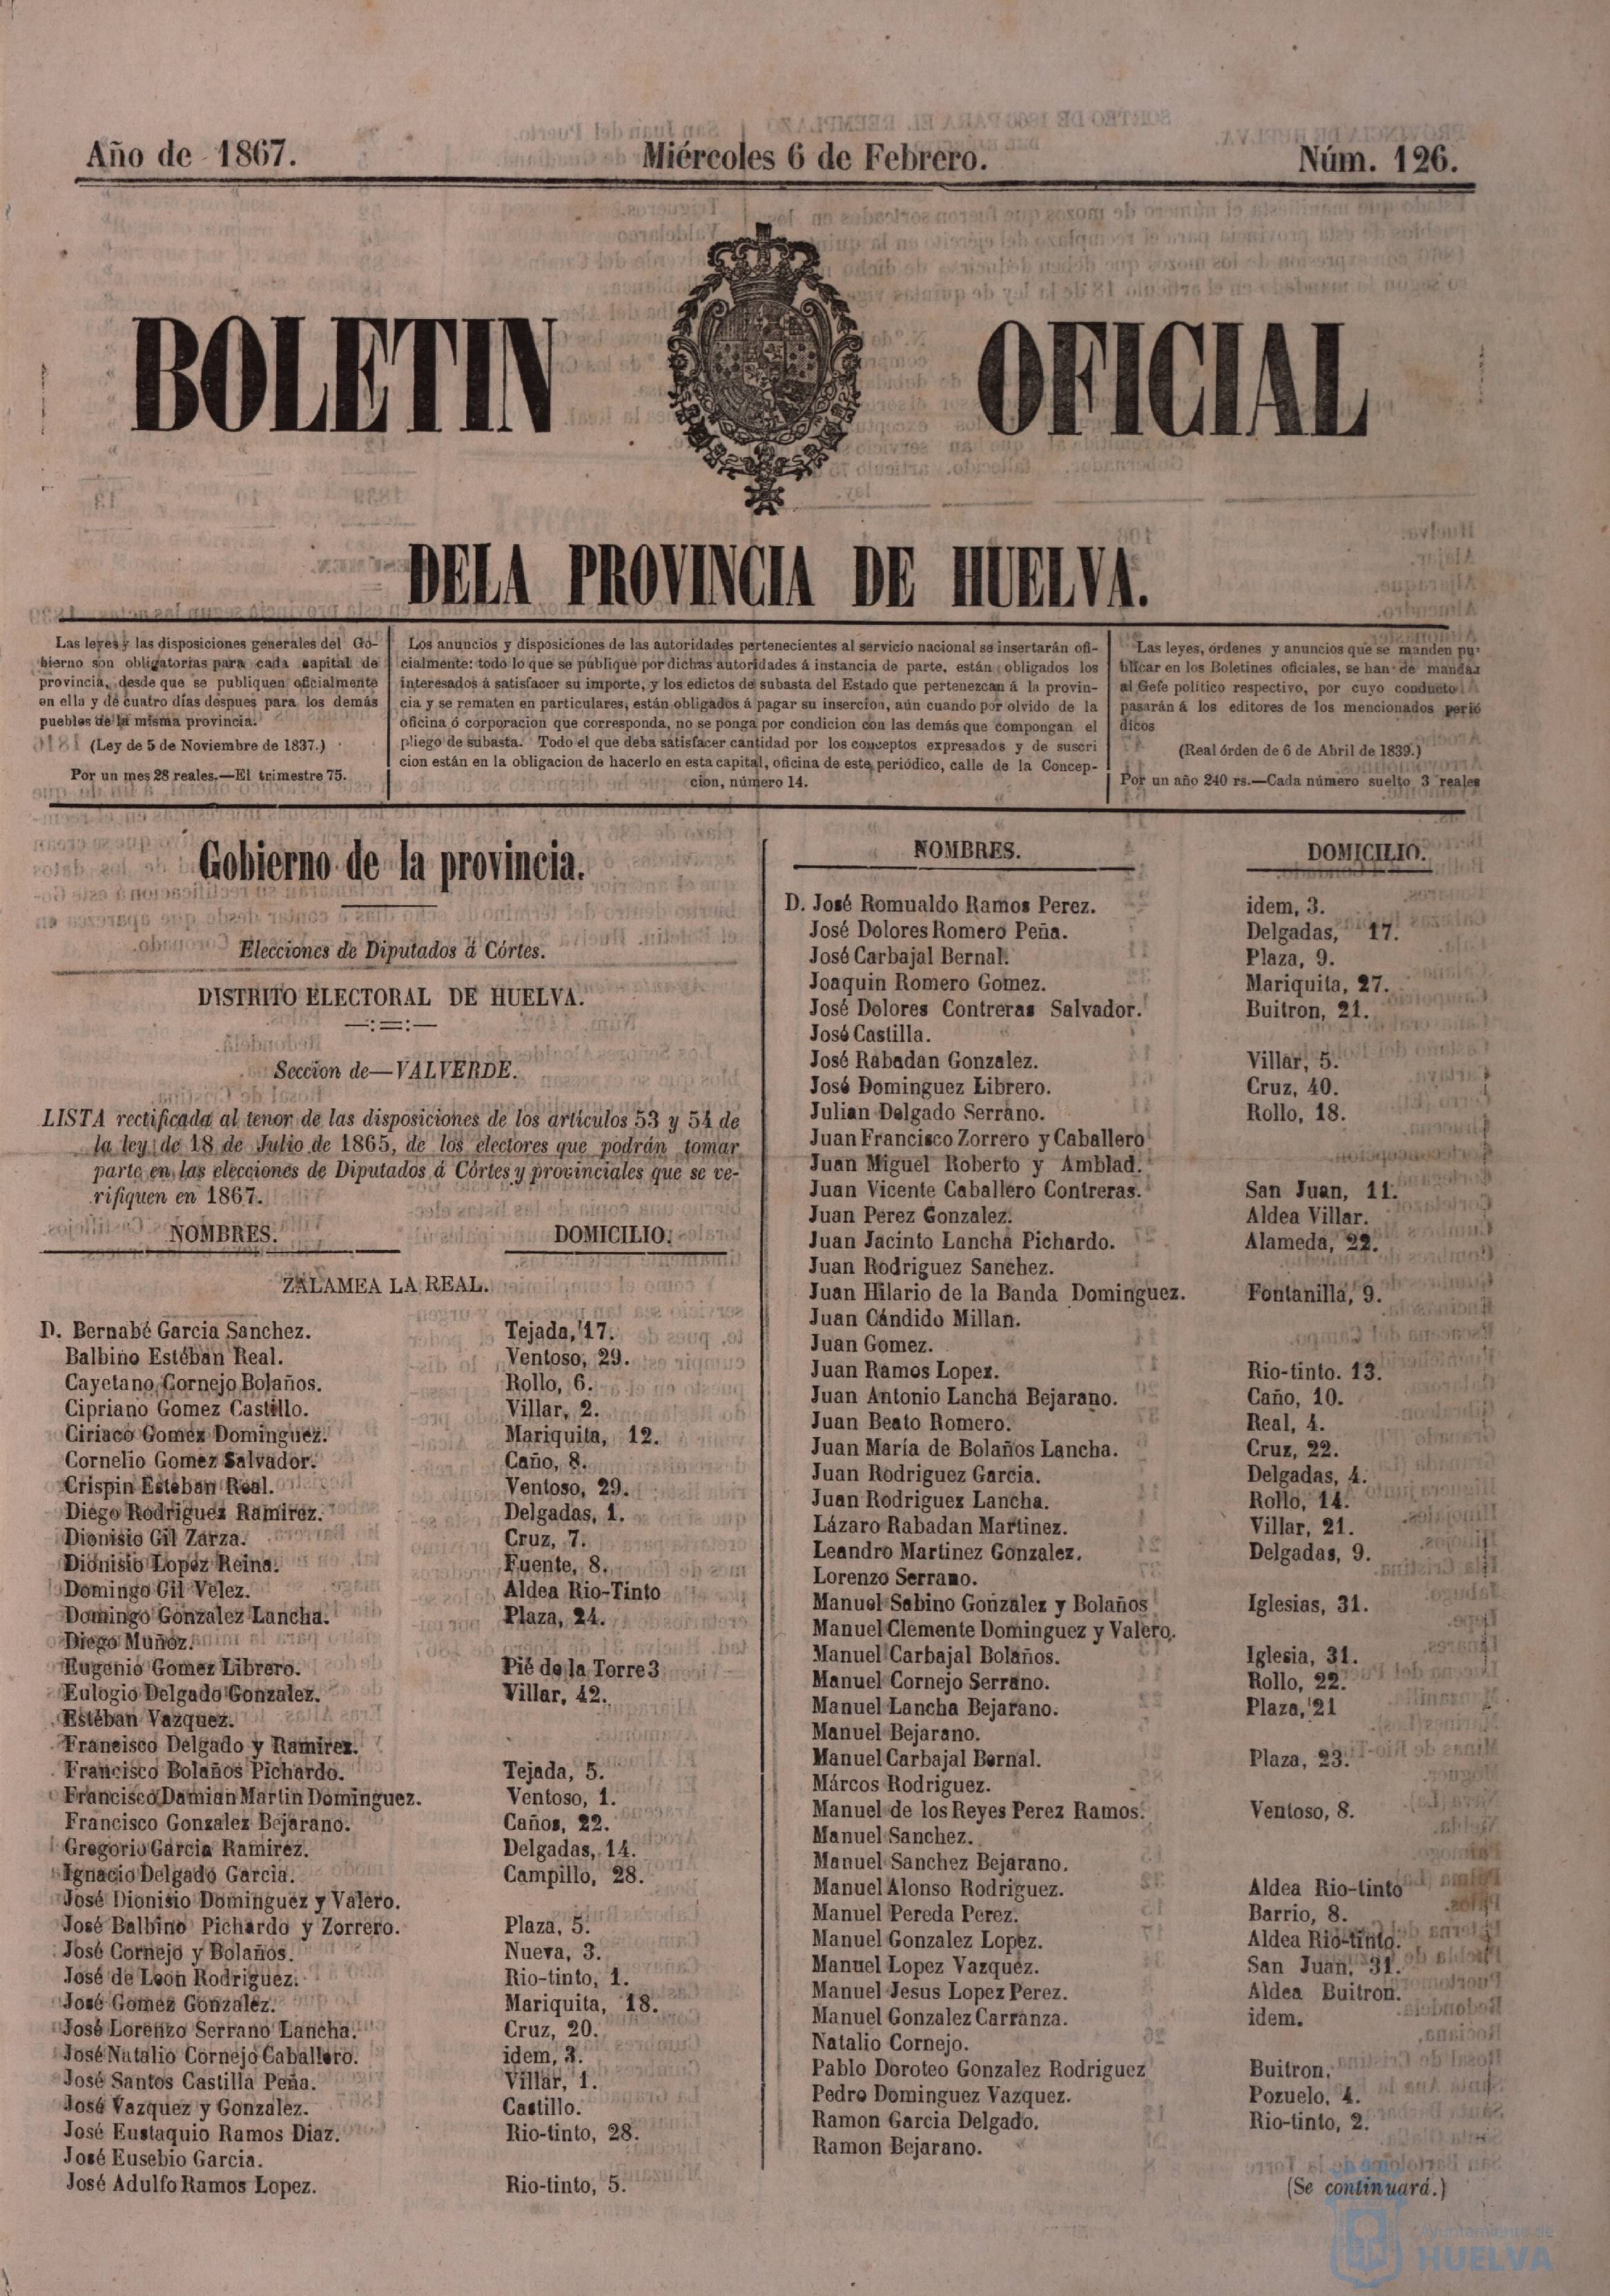 Año de 1867.
Miércoles 6 de Febrero.
Núm. 126.
BOLETIN OFICIAL
DE LA PROVINCIA DE HUELVA.
Las leyes y las disposiciones generales del Go-
bierno son obligatorias para cada capital de
provincia, desde que se publiquen oficialmente
en ella y de cuatro días despues para los demás
pueblos de la misma provincia.
(Ley de 5 de Noviembre de 1837.)
Por un mes 28 reales.—El trimestre 75.
Los anuncios y disposiciones de las autoridades pertenecientes al servicio nacional se insertarán ofi-
cialmente: todo lo que se publique por dichas autoridades á instancia de parte, están obligados los
interesados á satisfacer su importe, y los edictos de subasta del Estado que pertenezcan á la provin-
cia y se rematen en particulares, están obligados á pagar su insercion, aún cuando por olvido de la
oficina ó corporacion que corresponda, no se ponga por condicion con las demás que compongan el
pliego de subasta. Todo el que deba satisfacer cantidad por los conceptos expresados y de suscri
cion están en la obligacion de hacerlo en esta capital, oficina de este periódico, calle de la Concep-
cion, número 14.
Las leyes, órdenes y anuncios que se manden pu-
blicar en los Boletines oficiales, se han de mandar
al Gefe político respectivo, por cuyo conducto
pasarán á los editores de los mencionados perió
dicos
(Real órden de 6 de Abril de 1839.)
Por un año 240 rs.—Cada número suelto 3 reales
Gobierno de la provincia.
Elecciones de Diputados á Córtes.
DISTRITO ELECTORAL DE HUELVA.
Seccion de—VALVERDE.
LISTA rectificada al tenor de las disposiciones de los artículos 53 y 54 de
la ley de 18 de Julio de 1865, de los electores que podrán tomar
parte en las elecciones de Diputados á Córtes y provinciales que se ve-
rifiquen en 1867.
NOMBRES. DOMICILIO.
ZALAMEA LA REAL.
D. Bernabé Garcia Sanchez. Tejada, 17.
Balbino Estéban Real. Ventoso, 29.
Cayetano Cornejo Bolaños. Rollo, 6.
Cipriano Gomez Castillo. Villar, 2.
Ciriaco Gomez Dominguez. Mariquita, 12.
Cornelio Gomez Salvador. Caño, 8.
Crispin Esteban Real. Ventoso, 29.
Diego Rodriguez Ramirez. Delgadas, 1.
Dionisio Gil Zarza. Cruz, 7.
Dionisio Lopez Reina. Fuente, 8.
Domingo Gil Velez. Aldea Rio-Tinto
Domingo Gonzalez Lancha. Plaza, 24.
Diego Muñoz.
Eugenio Gomez Librero. Pié de la Torre 3
Eulogio Delgado Gonzalez. Villar, 42.
Estéban Vazquez.
Francisco Delgado y Ramirez.
Francisco Bolaños Pichardo. Tejada, 5.
Francisco Damian Martin Dominguez. Ventoso, 1.
Francisco Gonzalez Bejarano. Caños, 22.
Gregorio Garcia Ramirez. Delgadas, 14.
Ignacio Delgado Garcia. Campillo, 28.
José Dionisio Dominguez y Valero.
José Balbino Pichardo y Zorrero. Plaza, 5.
José Cornejo y Bolaños. Nueva, 3.
José de Leon Rodriguez. Rio-tinto, 1.
José Gomez Gonzalez. Mariquita, 18.
José Lorenzo Serrano Lancha. Cruz, 20.
José Natalio Cornejo Caballero. idem, 3.
José Santos Castilla Peña. Villar, 1.
José Vazquez y Gonzalez. Castillo.
José Eustaquio Ramos Diaz. Rio-tinto, 28.
José Eusebio Garcia.
José Adulfo Ramos Lopez. Rio-tinto, 5.
NOMBRES. DOMICILIO.
D. José Romualdo Ramos Perez. idem, 3.
José Dolores Romero Peña. Delgadas, 17.
José Carbajal Bernal. Plaza, 9.
Joaquin Romero Gomez. Mariquita, 27.
José Dolores Contreras Salvador. Buitron, 21.
José Castilla.
José Rabadan Gonzalez. Villar, 5.
José Dominguez Librero. Cruz, 40.
Julian Delgado Serrano. Rollo, 18.
Juan Francisco Zorrero y Caballero
Juan Miguel Roberto y Amblad.
Juan Vicente Caballero Contreras. San Juan, 11.
Juan Perez Gonzalez. Aldea Villar.
Juan Jacinto Lancha Pichardo. Alameda, 22.
Juan Rodriguez Sanchez.
Juan Hilario de la Banda Dominguez. Fontanilla, 9.
Juan Cándido Millan.
Juan Gomez.
Juan Ramos Lopez. Rio-tinto. 13.
Juan Antonio Lancha Bejarano. Caño, 10.
Juan Beato Romero. Real, 4.
Juan María de Bolaños Lancha. Cruz, 22.
Juan Rodriguez Garcia. Delgadas, 4.
Juan Rodriguez Lancha. Rollo, 14.
Lázaro Rabadan Martinez. Villar, 21.
Leandro Martinez Gonzalez. Delgadas, 9.
Lorenzo Serrano.
Manuel Sabino Gonzalez y Bolaños Iglesias, 31.
Manuel Clemente Dominguez y Valero.
Manuel Carbajal Bolaños. Iglesia, 31.
Manuel Cornejo Serrano. Rollo, 22.
Manuel Lancha Bejarano. Plaza, 21
Manuel Bejarano.
Manuel Carbajal Bernal. Plaza, 23.
Márcos Rodriguez.
Manuel de los Reyes Perez Ramos. Ventoso, 8.
Manuel Sanchez.
Manuel Sanchez Bejarano.
Manuel Alonso Rodriguez. Aldea Rio-tinto
Manuel Pereda Perez. Barrio, 8.
Manuel Gonzalez Lopez. Aldea Rio-tinto.
Manuel Lopez Vazquez. San Juan, 31.
Manuel Jesus Lopez Perez. Aldea Buitron.
Manuel Gonzalez Carranza. idem.
Natalio Cornejo.
Pablo Doroteo Gonzalez Rodriguez Buitron.
Pedro Dominguez Vazquez. Pozuelo, 4.
Ramon Garcia Delgado. Rio-tinto, 2.
Ramon Bejarano.
(Se continuará.)
Ayuntamiento de
HUELVA